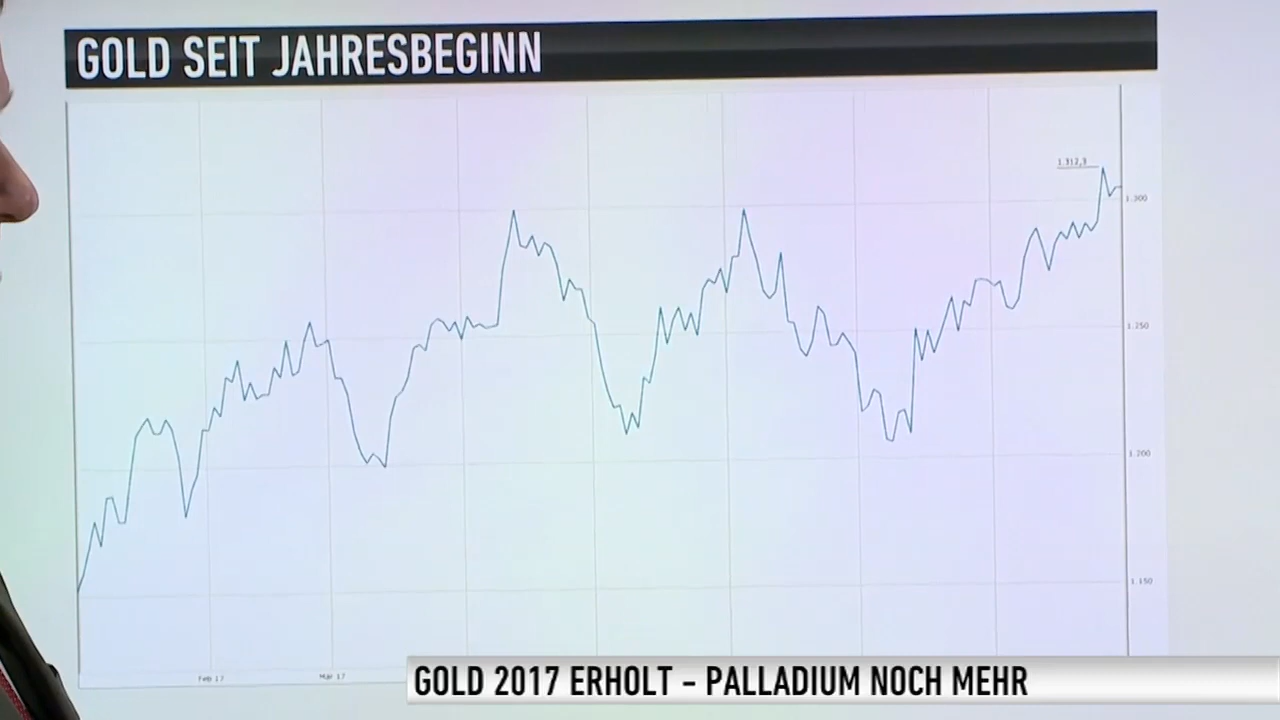 GOLD SEIT JAHRESBEGINN
1.312,3
1.300
1.250
1.200
1.150
Feb 17
Mar 17
GOLD 2017 ERHOLT - PALLADIUM NOCH MEHR